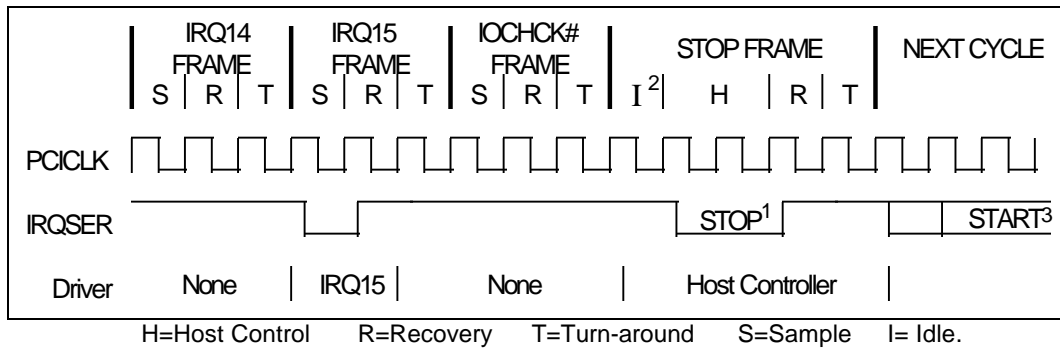 IRQ14 IRQ15 IOCHCK#
FRAME FRAME FRAME STOP FRAME NEXT CYCLE
S R T S R T S R T I² H R T
PCICLK
IRQSER STOP¹ START³
Driver None IRQ15 None Host Controller
H=Host Control R=Recovery T=Turn-around S=Sample I= Idle.